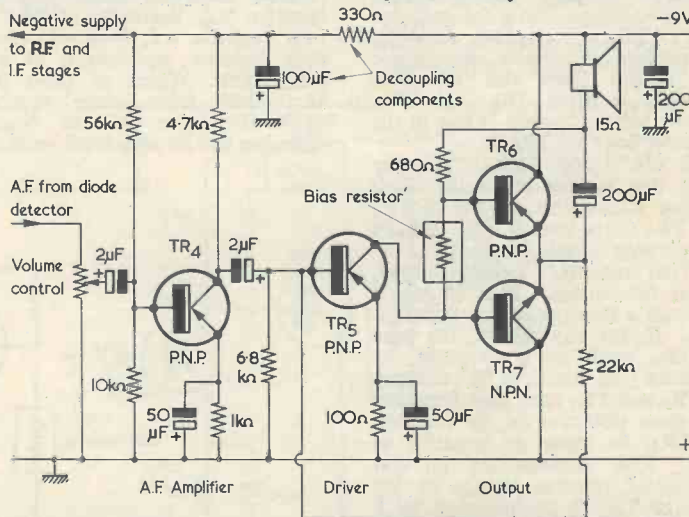 330Ω
Negative supply
to R.F. and
I.F. stages
-9V
100μF
+
Decoupling
components
200
μF
+
15Ω
56kΩ
4·7kΩ
TR6
680Ω
A.F. from diode
detector
Bias resistor
200μF
+
P.N.P.
2μF
+
TR4
2μF
+
TR5
P.N.P.
Volume
control
P.N.P.
TR7
N.P.N.
6·8
kΩ
22kΩ
10kΩ
50
μF
+
1kΩ
100Ω
50μF
+
+
A.F. Amplifier
Driver
Output